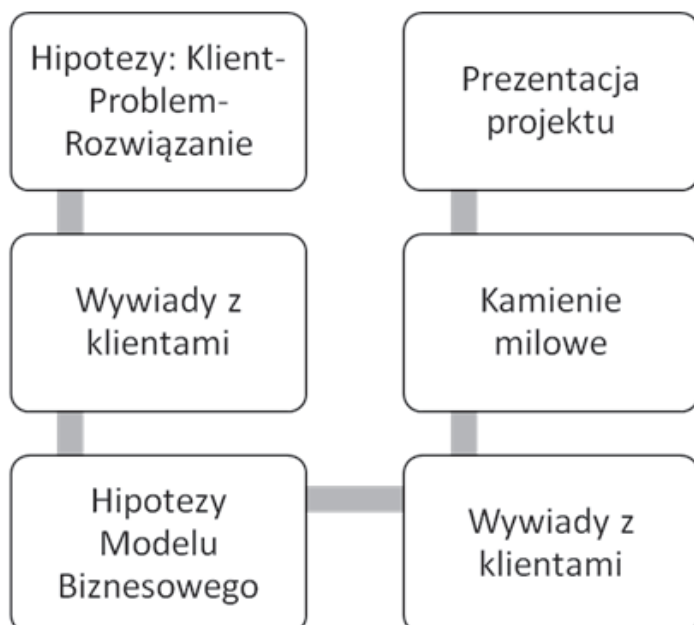 Hipotezy: Klient-
Problem-
Rozwiązanie
Wywiady z
klientami
Hipotezy
Modelu
Biznesowego
Wywiady z
klientami
Kamienie
milowe
Prezentacja
projektu